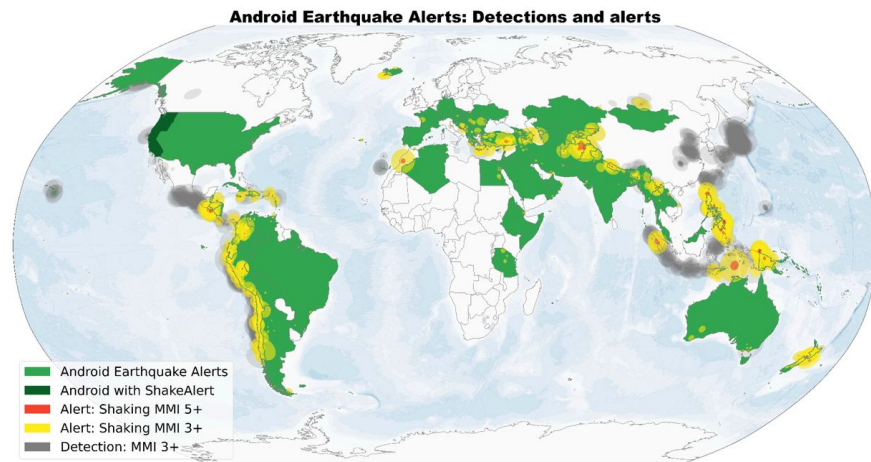 Android Earthquake Alerts: Detections and alerts
Android Earthquake Alerts
Android with ShakeAlert
Alert: Shaking MMI 5+
Alert: Shaking MMI 3+
Detection: MMI 3+